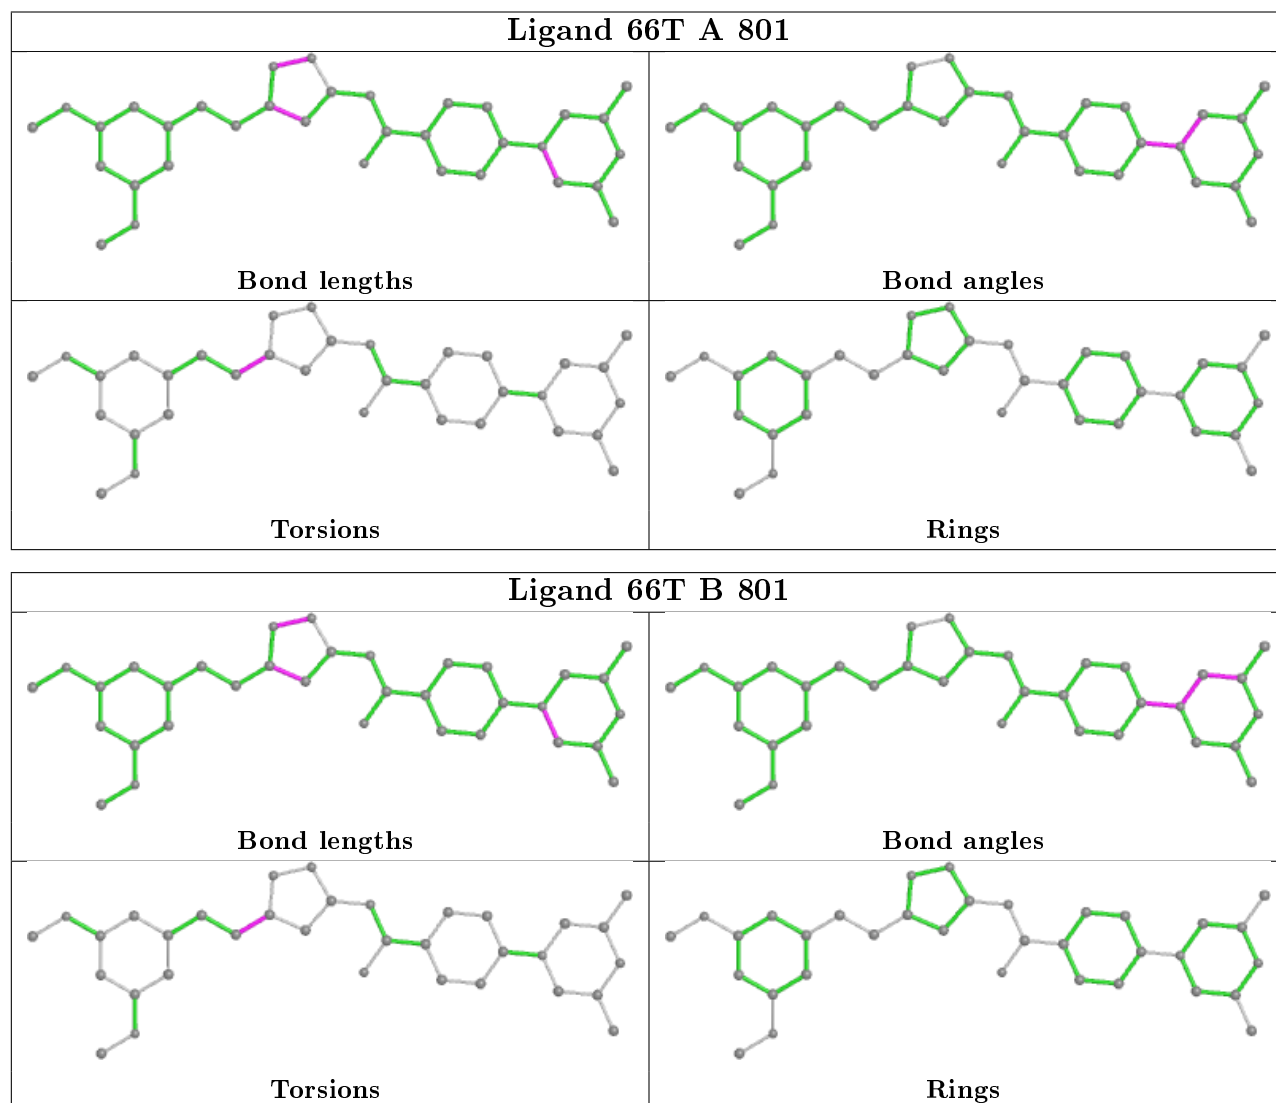 Ligand 66T A 801
Bond lengths
Bond angles
Torsions
Rings
Ligand 66T B 801
Bond lengths
Bond angles
Torsions
Rings